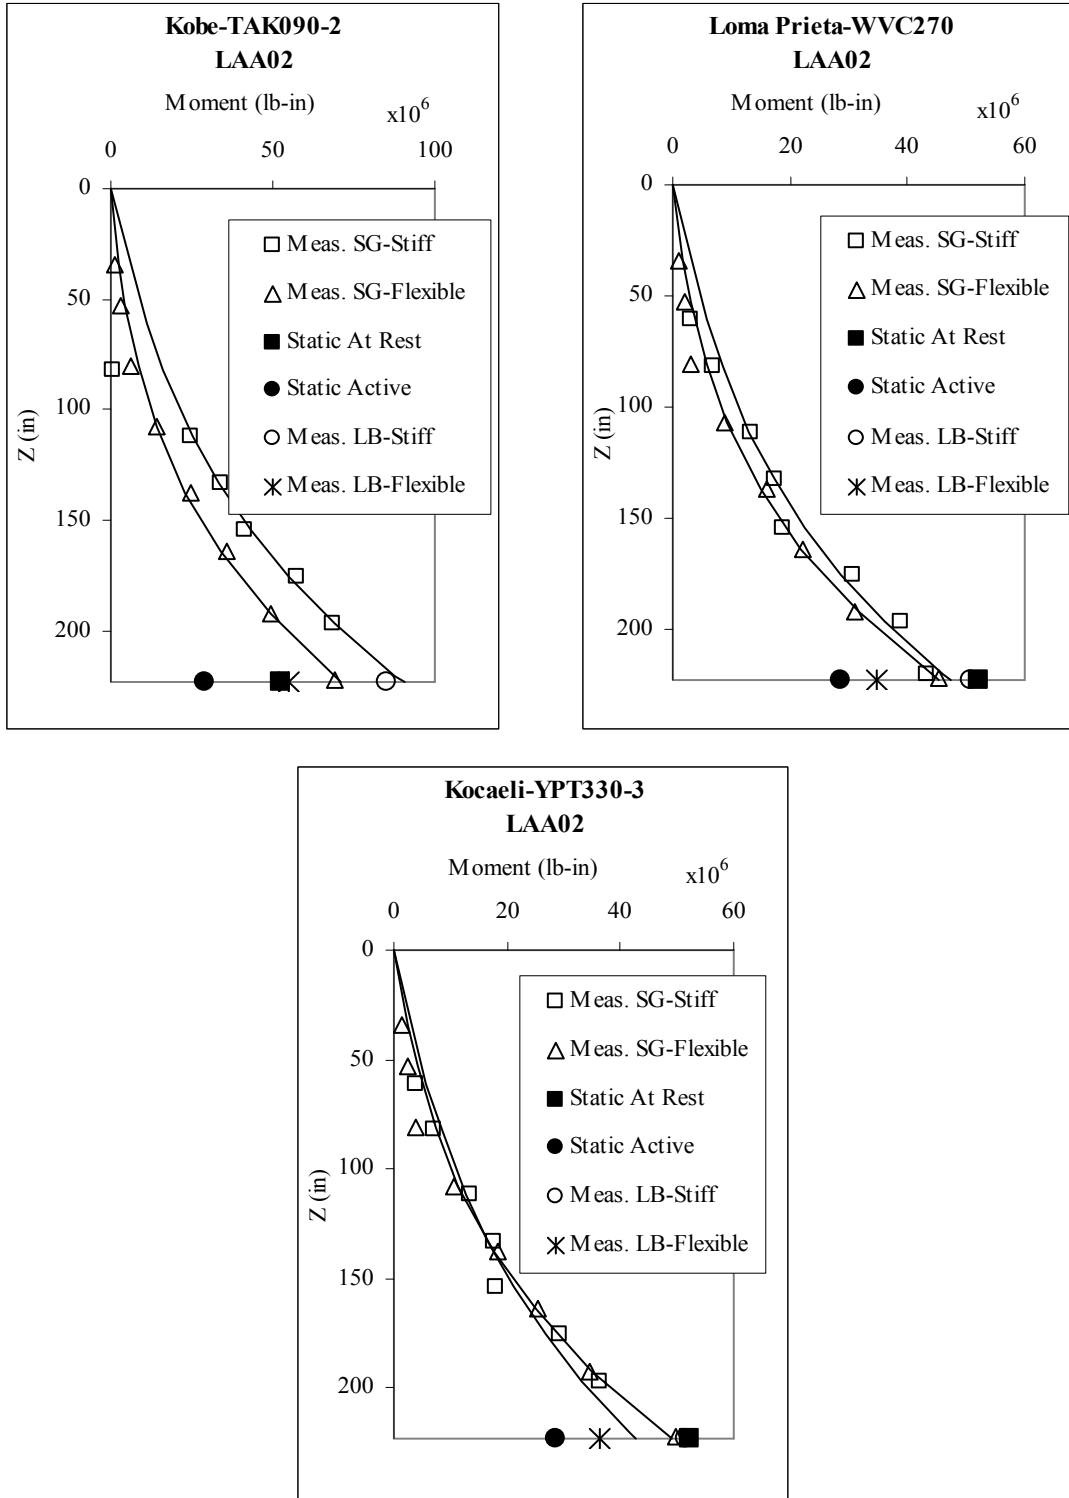 Kobe-TAK090-2
LAA02
Moment (lb-in)
x10^6
0 50 100
0
50
100
150
200
Z (in)
Meas. SG-Stiff
Meas. SG-Flexible
Static At Rest
Static Active
Meas. LB-Stiff
Meas. LB-Flexible
Loma Prieta-WVC270
LAA02
Moment (lb-in)
x10^6
0 20 40 60
0
50
100
150
200
Z (in)
Meas. SG-Stiff
Meas. SG-Flexible
Static At Rest
Static Active
Meas. LB-Stiff
Meas. LB-Flexible
Kocaeli-YPT330-3
LAA02
Moment (lb-in)
x10^6
0 20 40 60
0
50
100
150
200
Z (in)
Meas. SG-Stiff
Meas. SG-Flexible
Static At Rest
Static Active
Meas. LB-Stiff
Meas. LB-Flexible